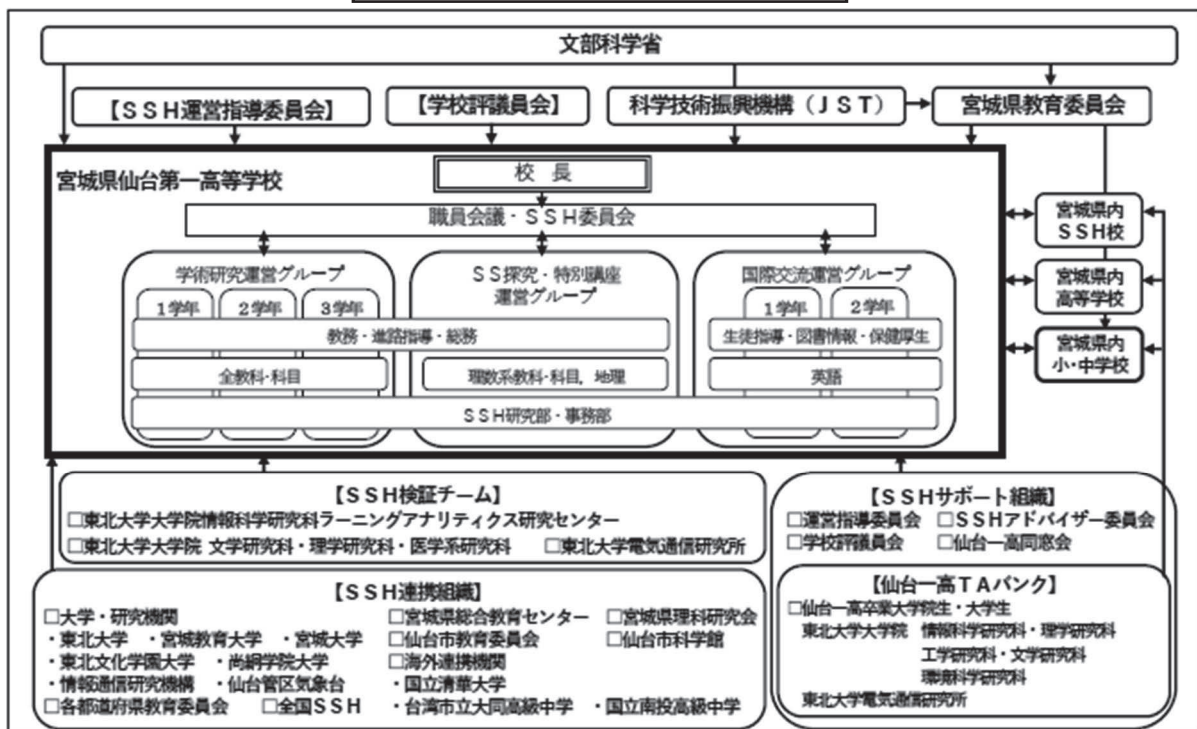 文部科学省
【ＳＳＨ運営指導委員会】
【学校評議員会】
科学技術振興機構（ＪＳＴ）
宮城県教育委員会
宮城県仙台第一高等学校
校　長
職員会議・ＳＳＨ委員会
学術研究運営グループ
1学年
2学年
3学年
ＳＳ探究・特別講座
運営グループ
国際交流運営グループ
1学年
2学年
教務・進路指導・総務
生徒指導・図書情報・保健厚生
全教科・科目
理数系教科・科目，地理
英語
ＳＳＨ研究部・事務部
宮城県内
ＳＳＨ校
宮城県内
高等学校
宮城県内
小・中学校
【ＳＳＨ検証チーム】
□東北大学大学院情報科学研究科ラーニングアナリティクス研究センター
□東北大学大学院 文学研究科・理学研究科・医学系研究科　□東北大学電気通信研究所
【ＳＳＨサポート組織】
□運営指導委員会　□ＳＳＨアドバイザー委員会
□学校評議員会　□仙台一高同窓会
【ＳＳＨ連携組織】
□大学・研究機関　□宮城県総合教育センター　□宮城県理科研究会
・東北大学　・宮城教育大学　・宮城大学　□仙台市教育委員会　□仙台市科学館
・東北文化学園大学　・尚絅学院大学　□海外連携機関
・情報通信研究機構　・仙台管区気象台　・国立清華大学
□各都道府県教育委員会　□全国ＳＳＨ　・台湾市立大同高級中学　・国立南投高級中学
【仙台一高ＴＡバンク】
□仙台一高卒業大学院生・大学生
東北大学大学院　情報科学研究科・理学研究科
工学研究科・文学研究科
環境科学研究科
東北大学電気通信研究所